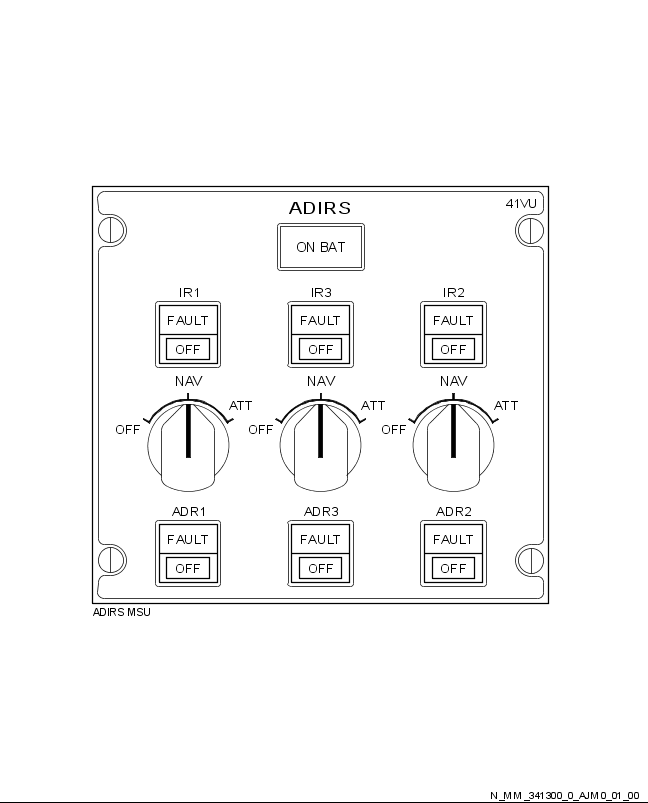 ADIRS
41VU
ON BAT
IR1 IR3 IR2
FAULT FAULT FAULT
OFF OFF OFF
NAV NAV NAV
ATT ATT ATT
OFF OFF OFF
ADR1 ADR3 ADR2
FAULT FAULT FAULT
OFF OFF OFF
ADIRS MSU
N_MM_341300_0_AJM0_01_00